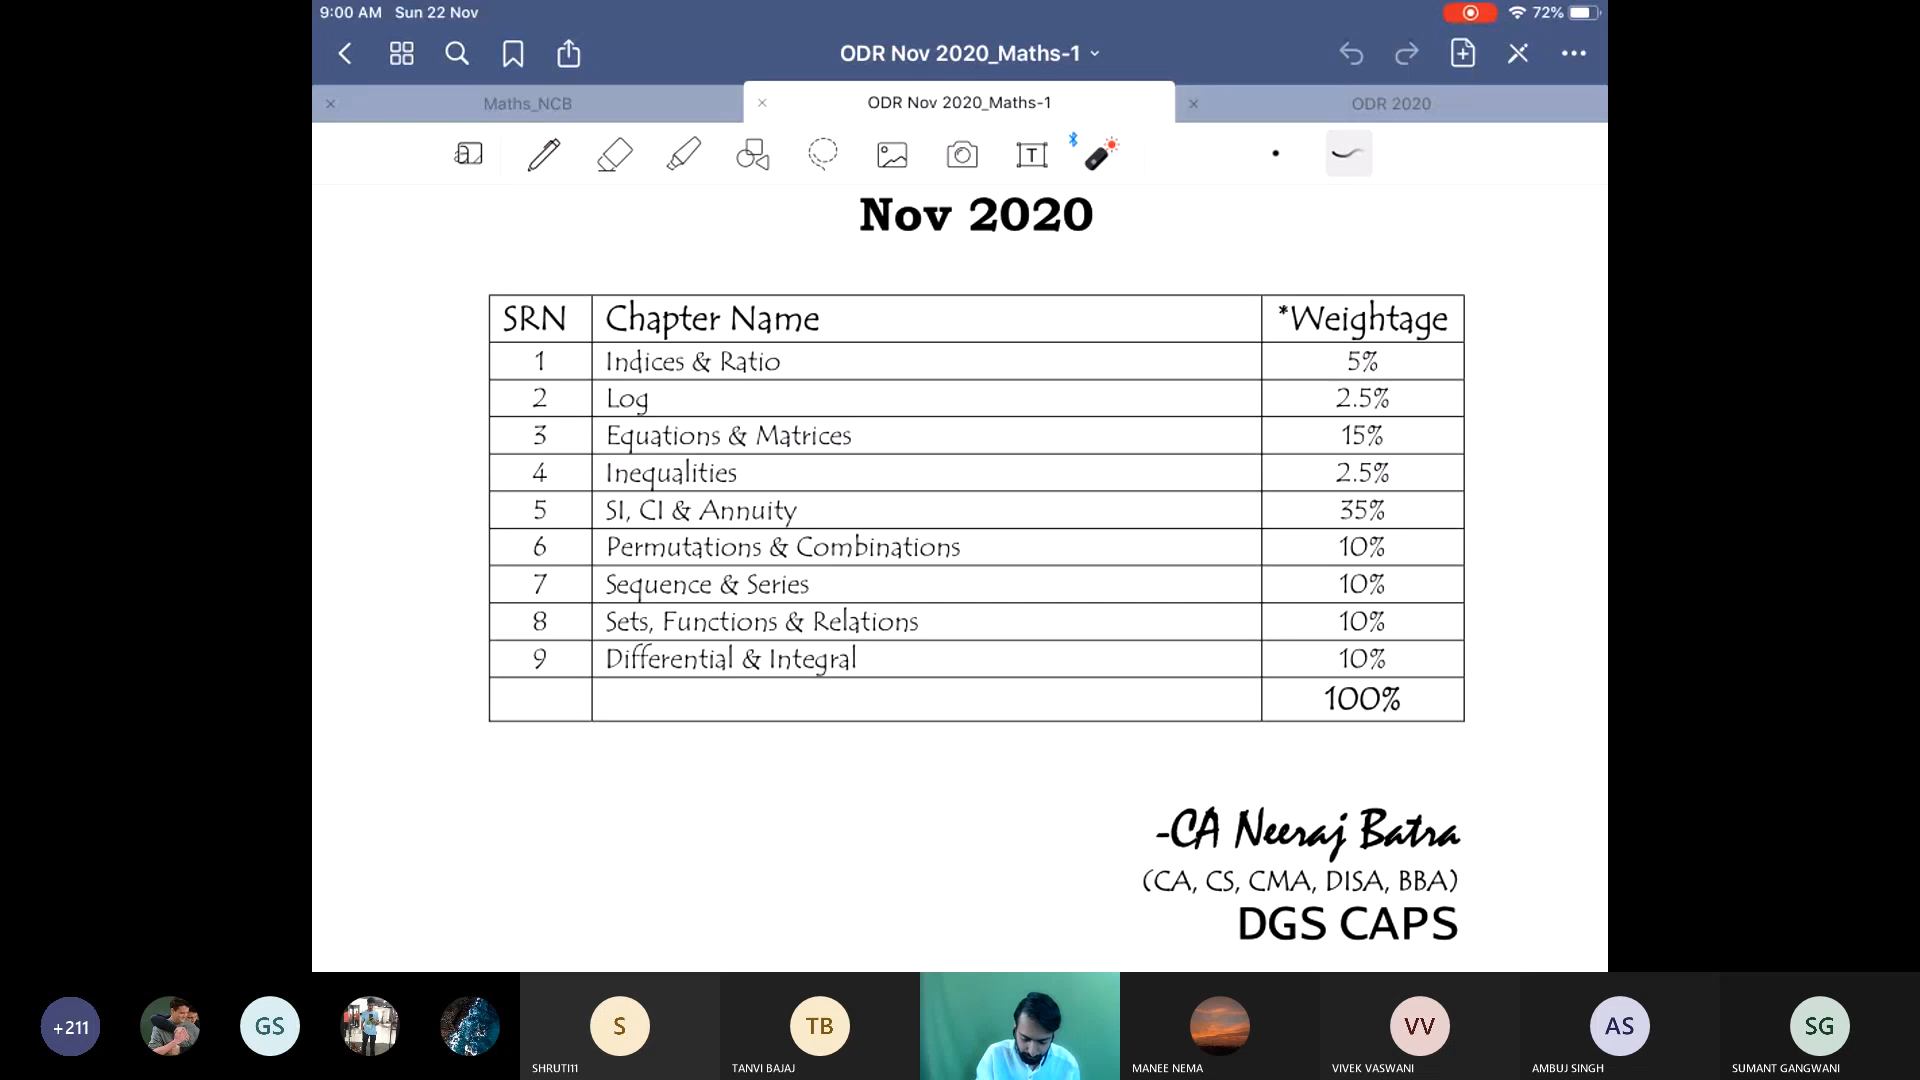 9:00 AM Sun 22 Nov
72%
ODR Nov 2020_Maths-1
Maths_NCB
ODR Nov 2020_Maths-1
ODR 2020
T
Nov 2020
SRN Chapter Name *Weightage
1 Indices & Ratio 5%
2 Log 2.5%
3 Equations & Matrices 15%
4 Inequalities 2.5%
5 SI, CI & Annuity 35%
6 Permutations & Combinations 10%
7 Sequence & Series 10%
8 Sets, Functions & Relations 10%
9 Differential & Integral 10%
100%
-CA Neeraj Batra
(CA, CS, CMA, DISA, BBA)
DGS CAPS
+211 GS S TB VV AS SG
SHRUTI11 TANVI BAJAJ MANEE NEMA VIVEK VASWANI AMBUJ SINGH SUMANT GANGWANI